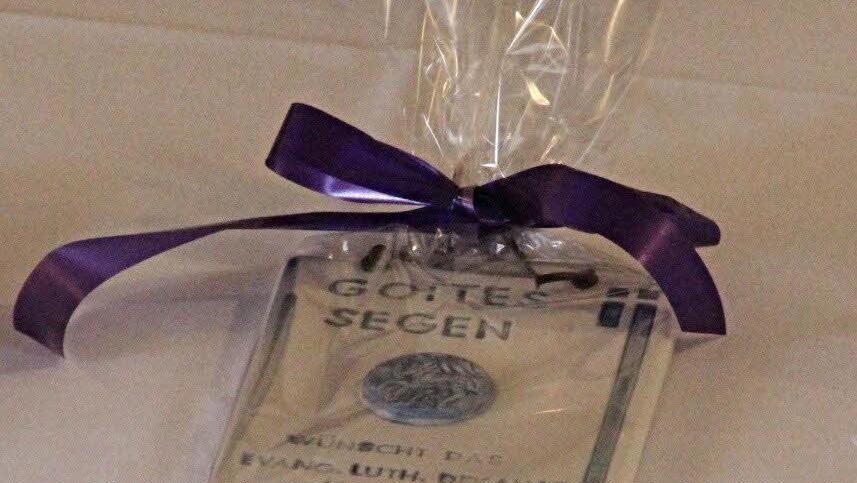 GOTTES
SEGEN
WÜNSCHT DAS
EVANG. LUTH.